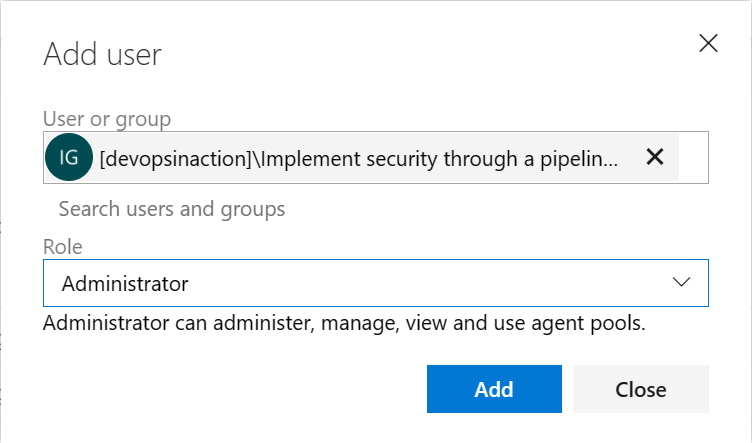 Add user
User or group
IG [devopsinaction]\Implement security through a pipelin...
Search users and groups
Role
Administrator
Administrator can administer, manage, view and use agent pools.
Add Close